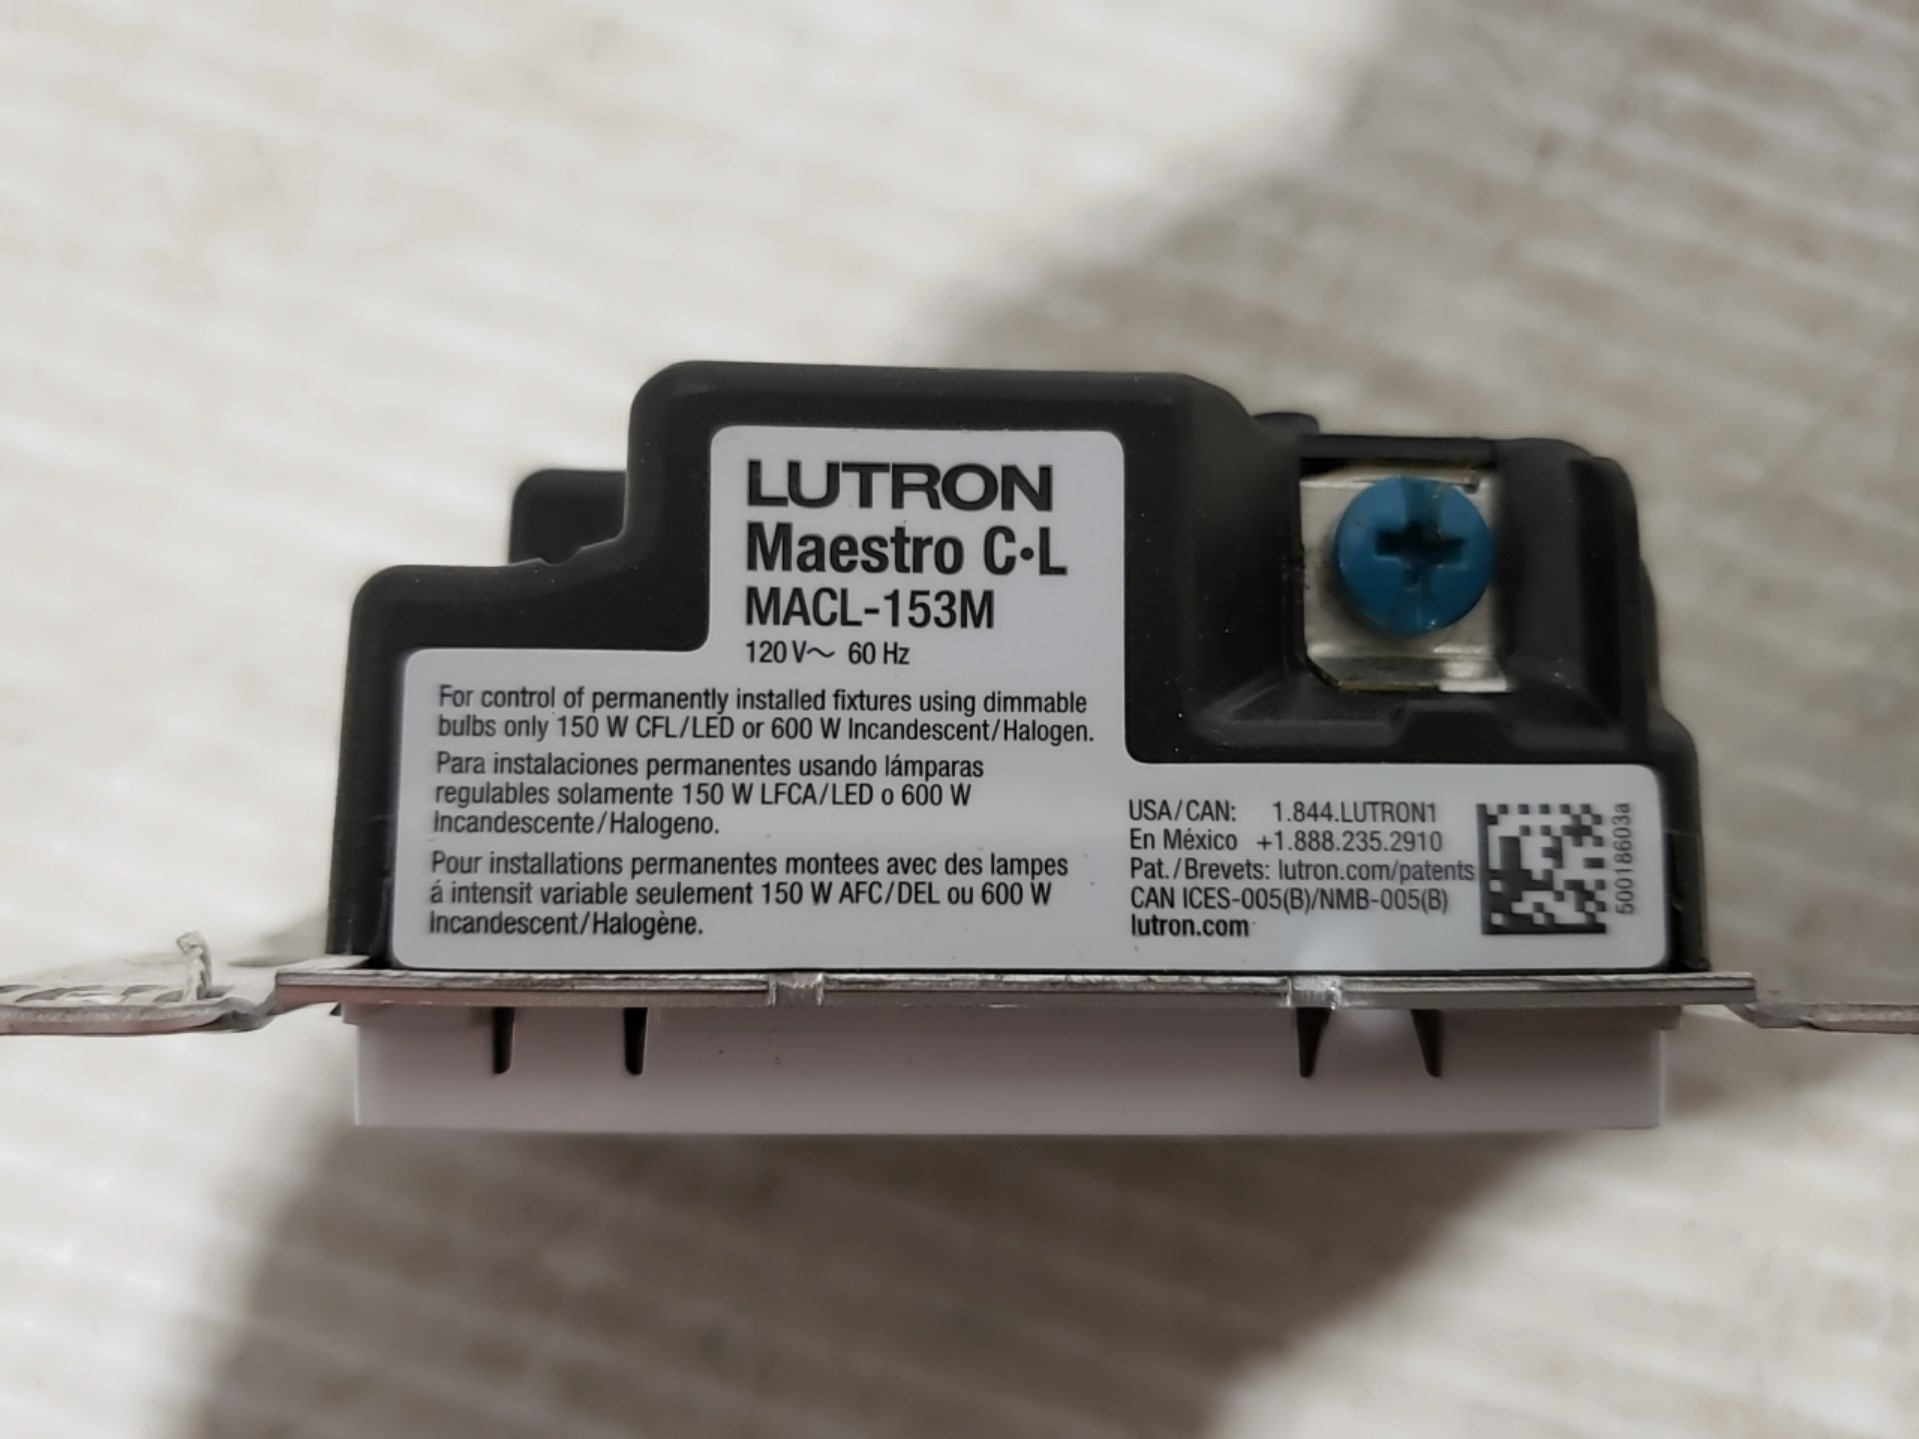 LUTRON
Maestro C•L
MACL-153M
120 V~ 60 Hz
For control of permanently installed fixtures using dimmable
bulbs only 150 W CFL/LED or 600 W Incandescent/Halogen.
Para instalaciones permanentes usando lámparas
regulables solamente 150 W LFCA/LED o 600 W
Incandescente/Halogeno.
Pour installations permanentes montees avec des lampes
á intensit variable seulement 150 W AFC/DEL ou 600 W
Incandescent/Halogène.
USA/CAN: 1.844.LUTRON1
En México +1.888.235.2910
Pat./Brevets: lutron.com/patents
CAN ICES-005(B)/NMB-005(B)
lutron.com
50018603a